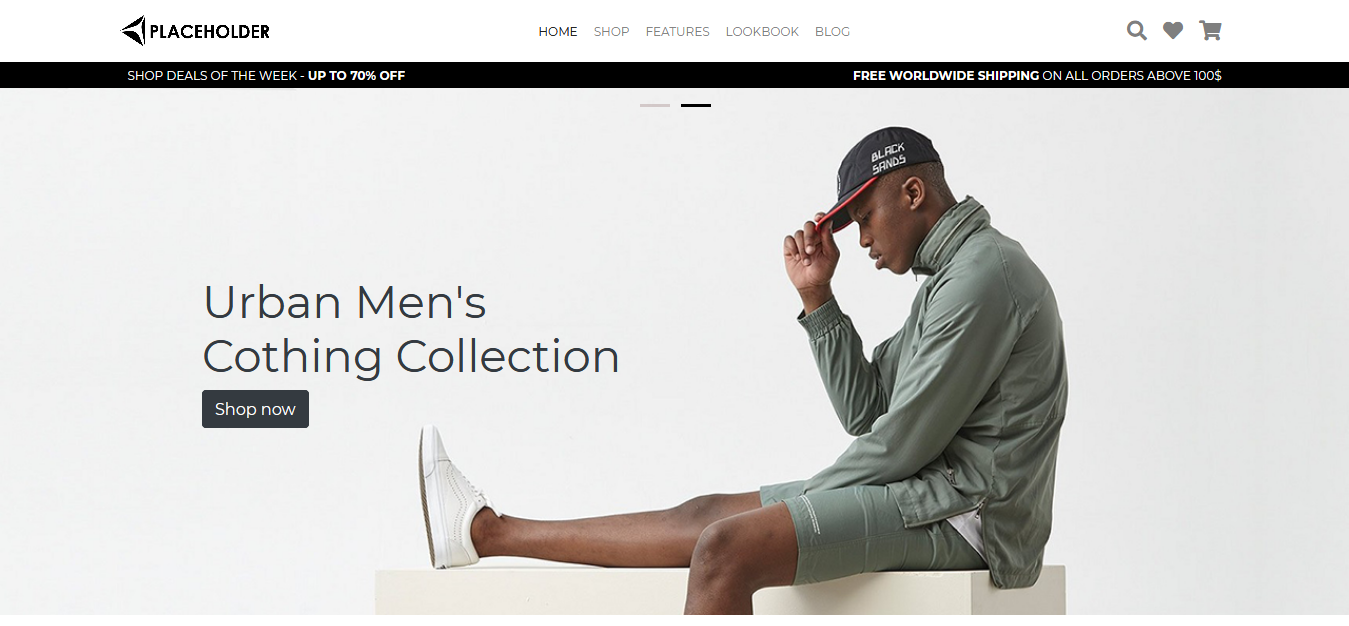 PLACEHOLDER
HOME SHOP FEATURES LOOKBOOK BLOG
SHOP DEALS OF THE WEEK - UP TO 70% OFF
FREE WORLDWIDE SHIPPING ON ALL ORDERS ABOVE 100$
BLACK
SANDS
Urban Men's
Cothing Collection
Shop now